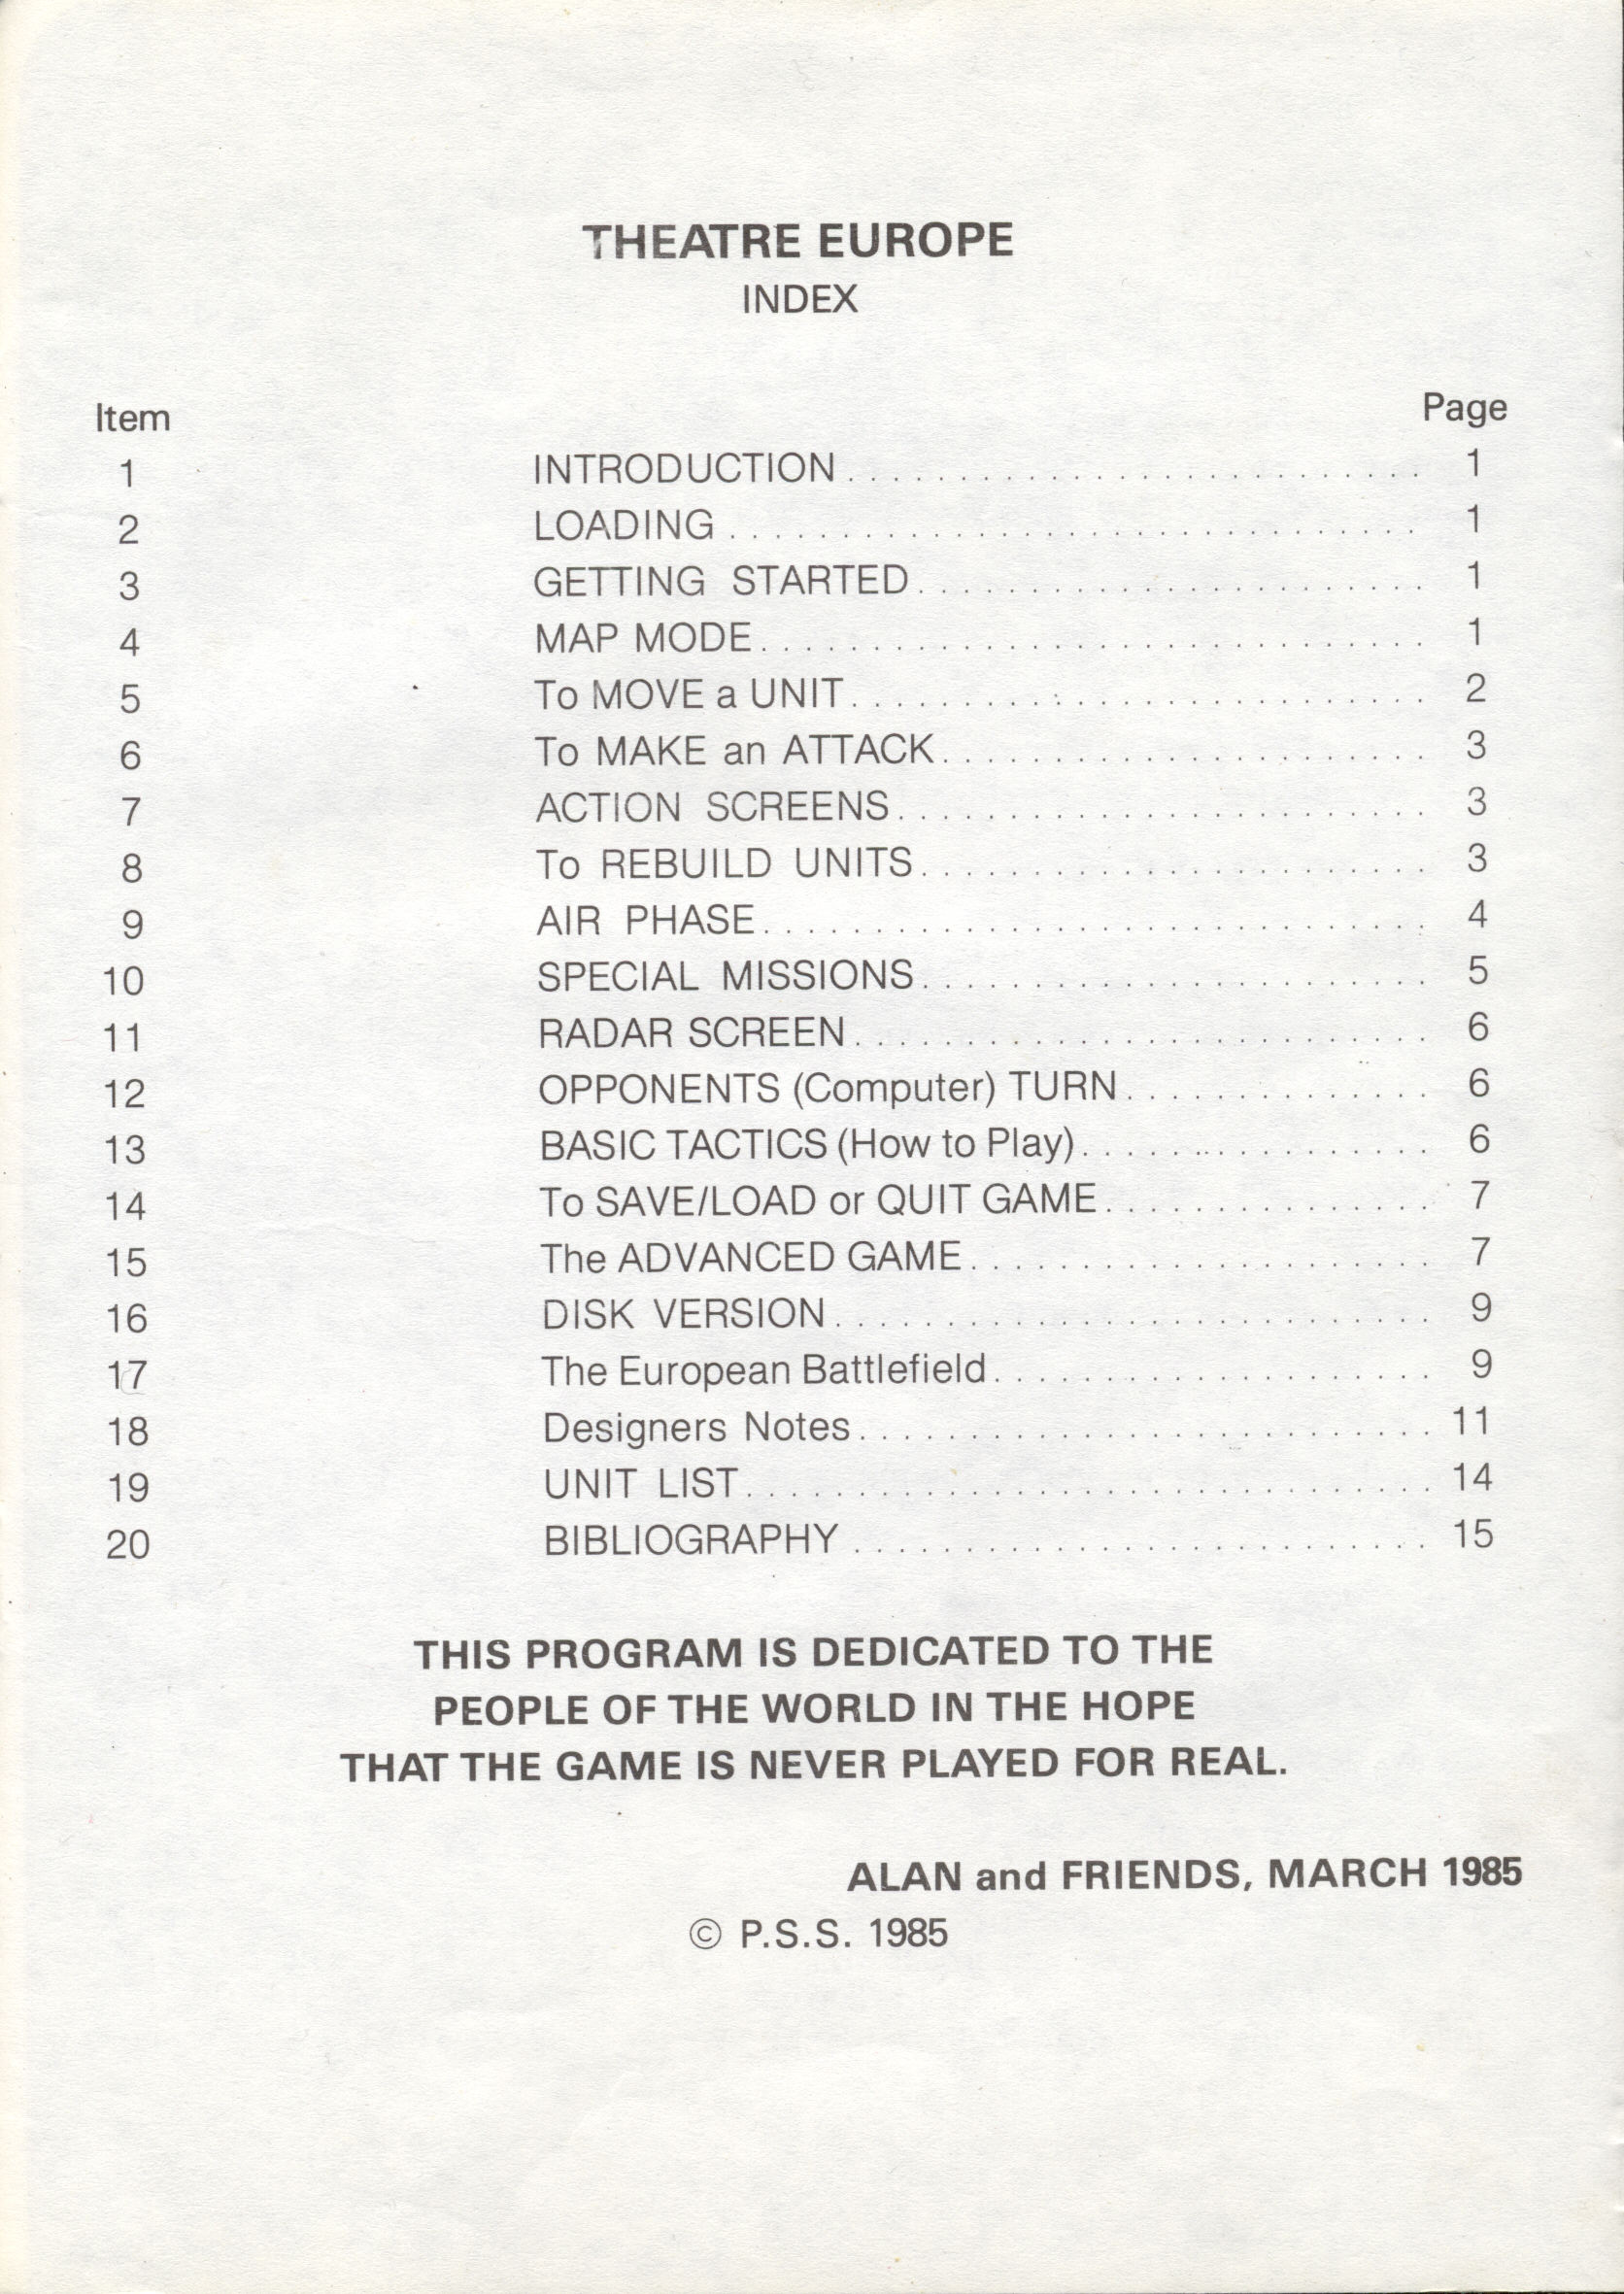 THEATRE EUROPE
INDEX
Item Page
1 INTRODUCTION . . . . . . . . . . . . . . . . . . . . . . . . . . 1
2 LOADING . . . . . . . . . . . . . . . . . . . . . . . . . . . . . . . 1
3 GETTING STARTED . . . . . . . . . . . . . . . . . . . . . . . 1
4 MAP MODE . . . . . . . . . . . . . . . . . . . . . . . . . . . . . . 1
5 To MOVE a UNIT . . . . . . . . . . . . . . . . . . . . . . . . . . 2
6 To MAKE an ATTACK . . . . . . . . . . . . . . . . . . . . . . 3
7 ACTION SCREENS . . . . . . . . . . . . . . . . . . . . . . . . 3
8 To REBUILD UNITS . . . . . . . . . . . . . . . . . . . . . . . 3
9 AIR PHASE . . . . . . . . . . . . . . . . . . . . . . . . . . . . . . 4
10 SPECIAL MISSIONS . . . . . . . . . . . . . . . . . . . . . . . 5
11 RADAR SCREEN . . . . . . . . . . . . . . . . . . . . . . . . . . 6
12 OPPONENTS (Computer) TURN . . . . . . . . . . . . . . 6
13 BASIC TACTICS (How to Play) . . . . . . . . . . . . . . . . 6
14 To SAVE/LOAD or QUIT GAME . . . . . . . . . . . . . . . 7
15 The ADVANCED GAME . . . . . . . . . . . . . . . . . . . . . 7
16 DISK VERSION . . . . . . . . . . . . . . . . . . . . . . . . . . . 9
17 The European Battlefield . . . . . . . . . . . . . . . . . . . . 9
18 Designers Notes . . . . . . . . . . . . . . . . . . . . . . . . . . 11
19 UNIT LIST . . . . . . . . . . . . . . . . . . . . . . . . . . . . . . . 14
20 BIBLIOGRAPHY . . . . . . . . . . . . . . . . . . . . . . . . . . 15
THIS PROGRAM IS DEDICATED TO THE
PEOPLE OF THE WORLD IN THE HOPE
THAT THE GAME IS NEVER PLAYED FOR REAL.
ALAN and FRIENDS, MARCH 1985
© P.S.S. 1985